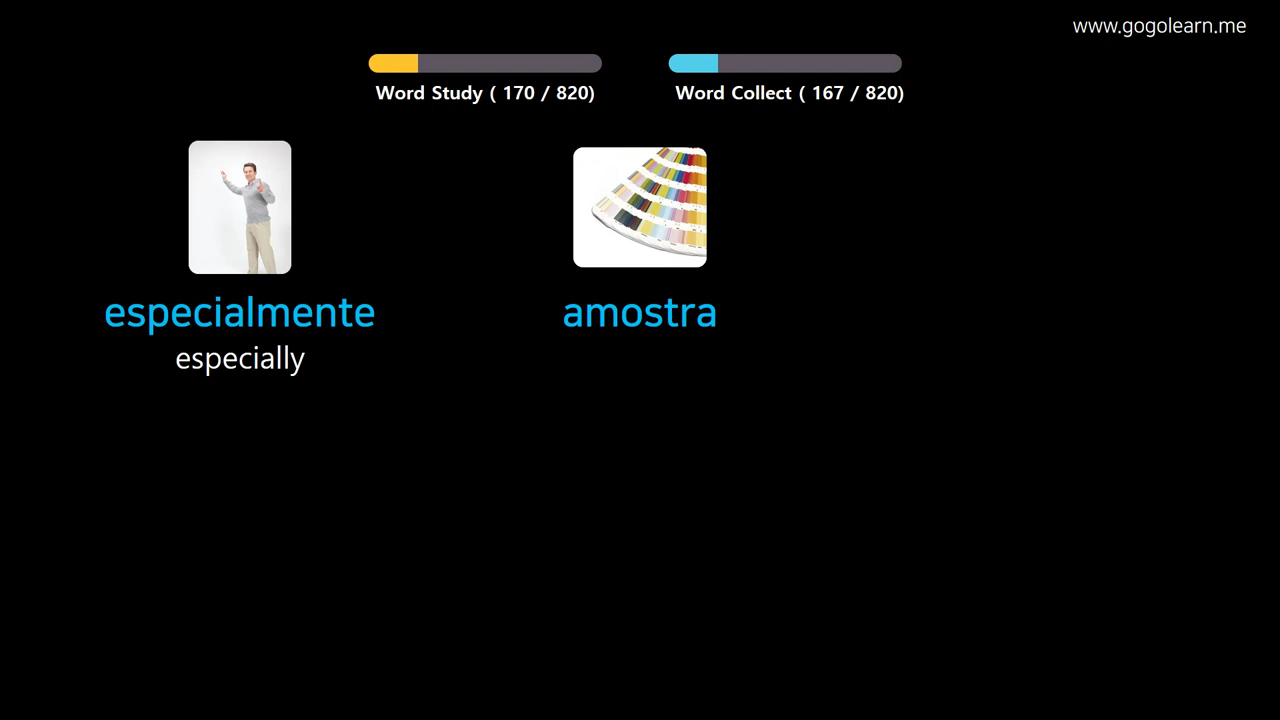 www.gogolearn.me
Word Study ( 170 / 820)
Word Collect ( 167 / 820)
especialmente
especially
amostra